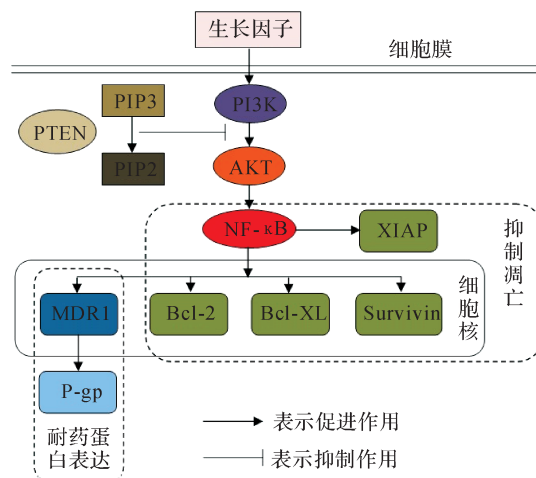 生长因子
细胞膜
PIP3
PI3K
PTEN
PIP2
AKT
NF-κB
XIAP
抑制凋亡
细胞核
MDR1
Bcl-2
Bcl-XL
Survivin
P-gp
耐药蛋
白表达
表示促进作用
表示抑制作用